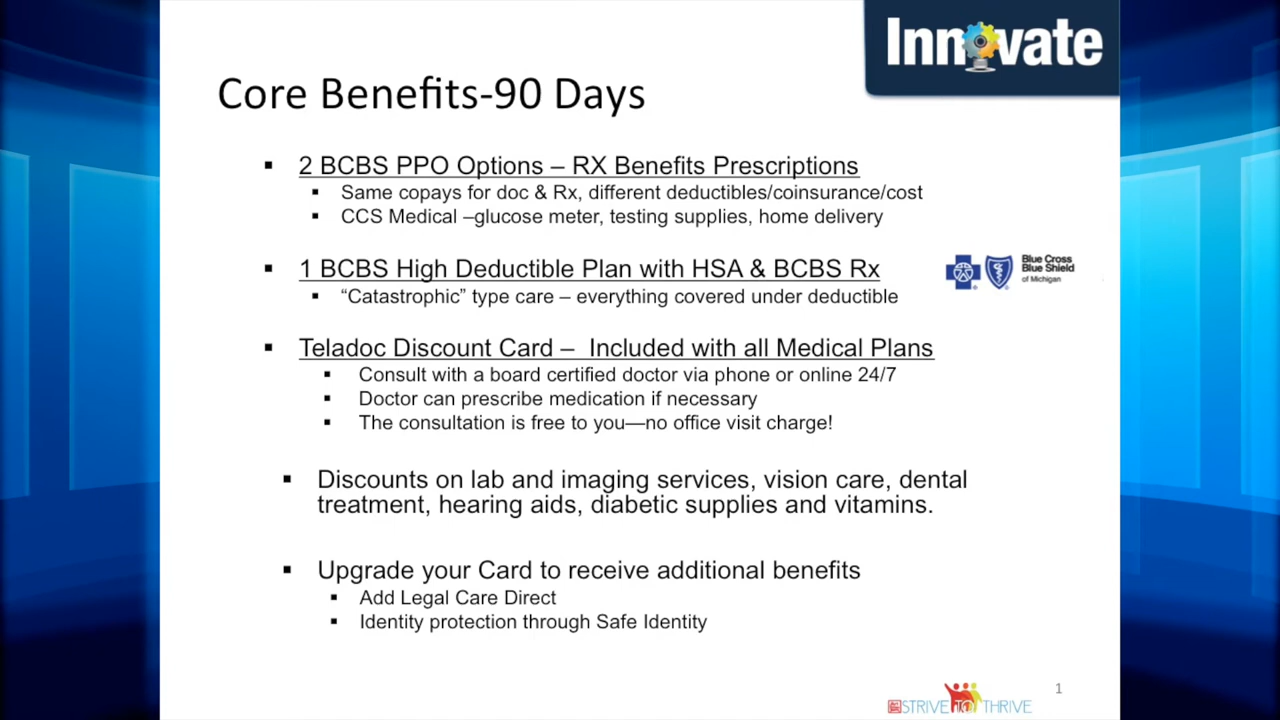 Innovate
Core Benefits-90 Days
▪ 2 BCBS PPO Options – RX Benefits Prescriptions
▪ Same copays for doc & Rx, different deductibles/coinsurance/cost
▪ CCS Medical –glucose meter, testing supplies, home delivery
▪ 1 BCBS High Deductible Plan with HSA & BCBS Rx
Blue Cross
Blue Shield
of Michigan
▪ “Catastrophic” type care – everything covered under deductible
▪ Teladoc Discount Card – Included with all Medical Plans
▪ Consult with a board certified doctor via phone or online 24/7
▪ Doctor can prescribe medication if necessary
▪ The consultation is free to you—no office visit charge!
▪ Discounts on lab and imaging services, vision care, dental
treatment, hearing aids, diabetic supplies and vitamins.
▪ Upgrade your Card to receive additional benefits
▪ Add Legal Care Direct
▪ Identity protection through Safe Identity
STRIVE TO THRIVE
1